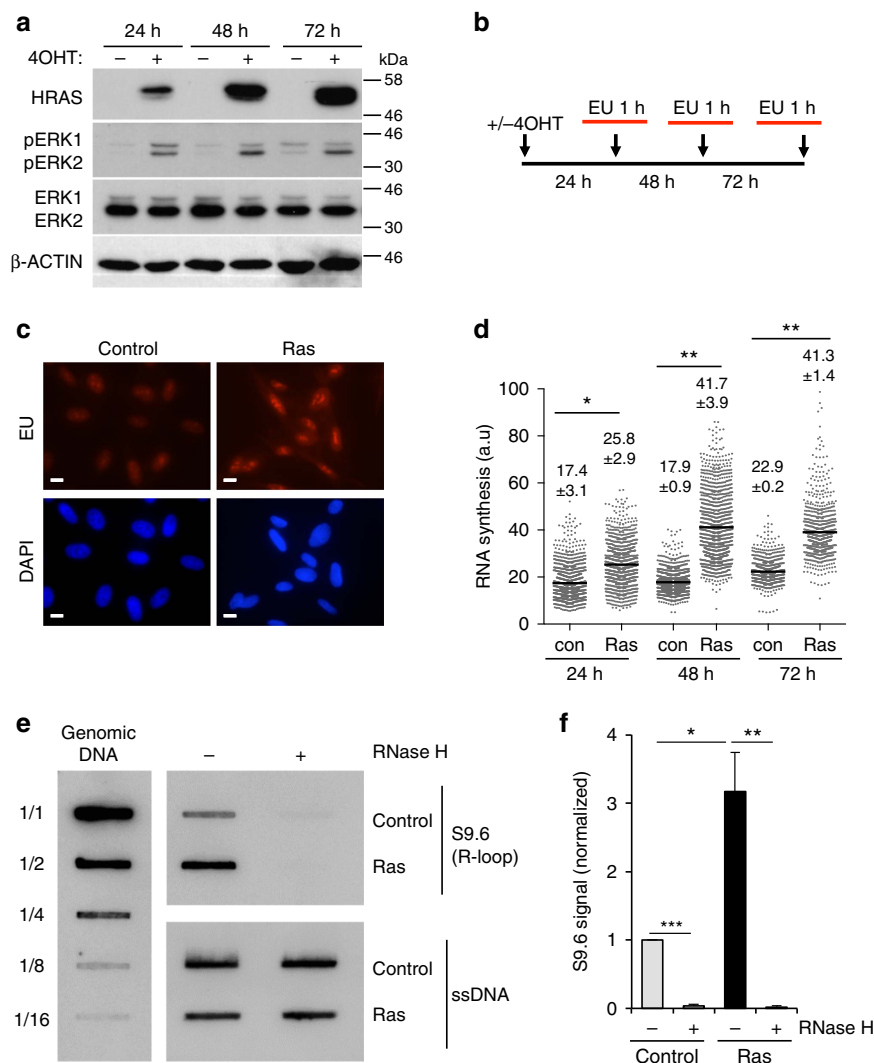 a
24 h 48 h 72 h
4OHT: – + – + – + kDa
HRAS
58
46
pERK1
pERK2
46
30
ERK1
ERK2
46
30
β-ACTIN
46
b
+/–4OHT
EU 1 h EU 1 h EU 1 h
24 h 48 h 72 h
c
Control Ras
EU
DAPI
d
RNA synthesis (a.u)
100
80
60
40
20
0
* ** **
17.4 ±3.1
25.8 ±2.9
17.9 ±0.9
41.7 ±3.9
22.9 ±0.2
41.3 ±1.4
con Ras con Ras con Ras
24 h 48 h 72 h
e
Genomic
DNA
– + RNase H
1/1
1/2
1/4
1/8
1/16
Control
Ras
S9.6
(R-loop)
Control
Ras
ssDNA
f
S9.6 signal (normalized)
4
3
2
1
0
* **
***
– + – + RNase H
Control Ras